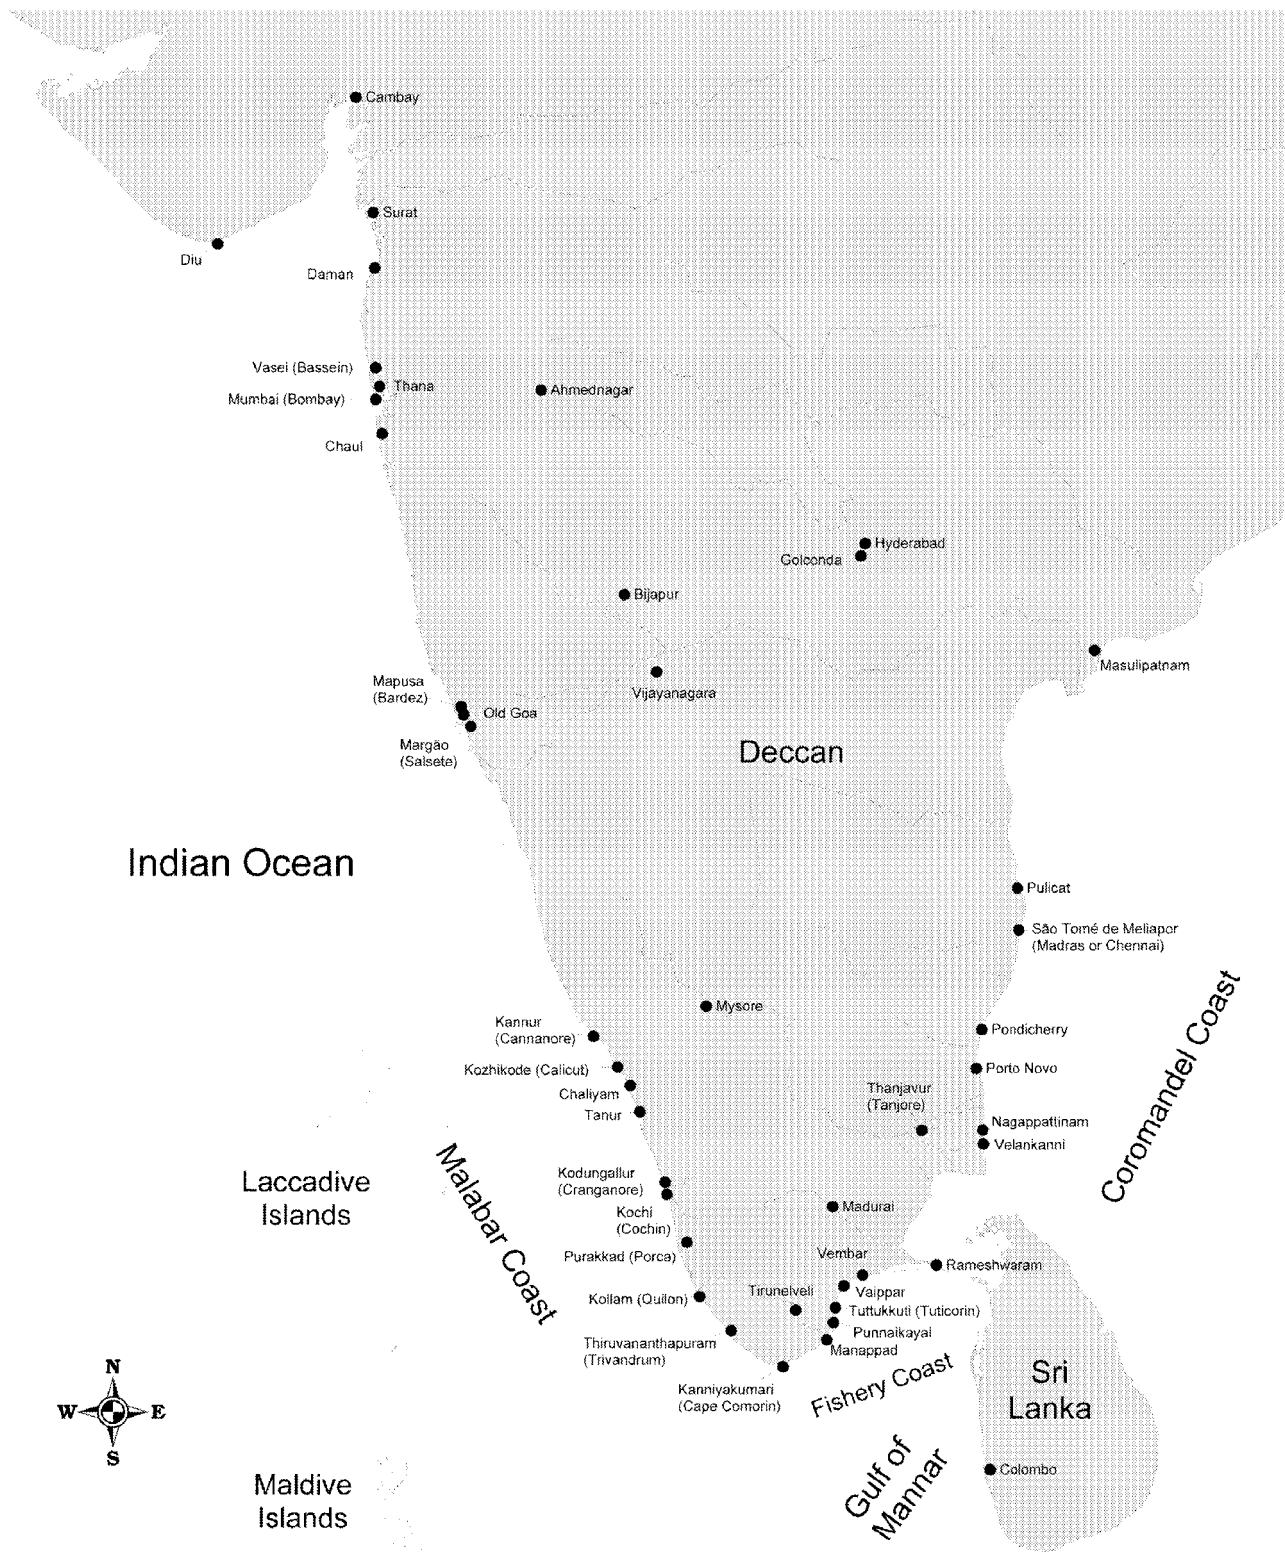 Cambay
Surat
Diu
Daman
Vasei (Bassein)
Thana
Mumbai (Bombay)
Ahmednagar
Chaul
Hyderabad
Golconda
Bijapur
Masulipatnam
Mapusa
(Bardez)
Vijayanagara
Old Goa
Margão
(Salsete)
Deccan
Indian Ocean
Pulicat
São Tomé de Meliapor
(Madras or Chennai)
Mysore
Kannur
(Cannanore)
Pondicherry
Kozhikode (Calicut)
Porto Novo
Chaliyam
Thanjavur
(Tanjore)
Tanur
Nagappattinam
Velankanni
Coromandel Coast
Kodungallur
(Cranganore)
Laccadive
Islands
Malabar Coast
Kochi
(Cochin)
Madurai
Purakkad (Porca)
Vembar
Rameshwaram
Kollam (Quilon)
Tirunelveli
Vaippar
Tuttukkuti (Tuticorin)
Punnaikayal
Thiruvananthapuram
(Trivandrum)
Manappad
Kanniyakumari
(Cape Comorin)
Fishery Coast
Sri
Lanka
N
W
E
S
Gulf of
Mannar
Colombo
Maldive
Islands